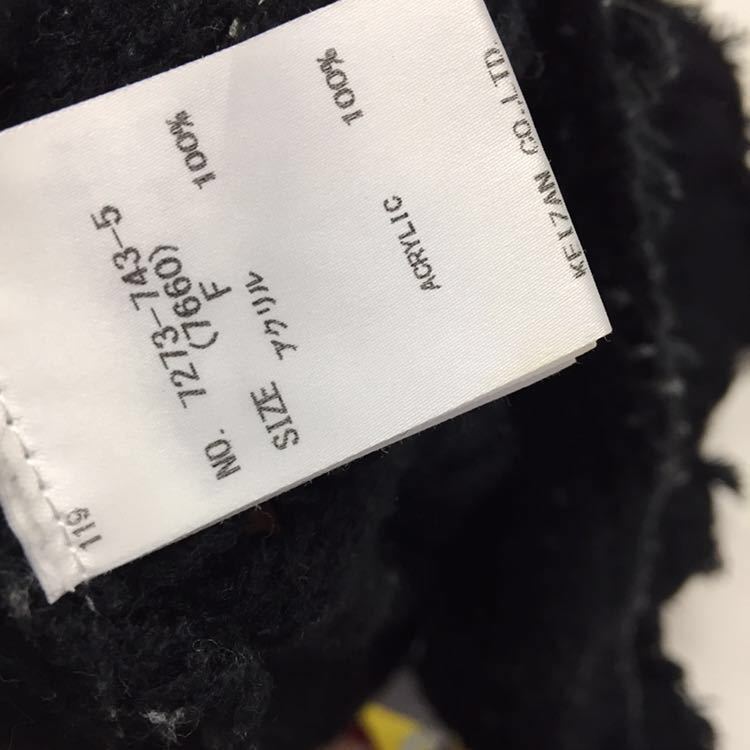 119
NO. 7273-743-5
(7660)
SIZE F
アクリル 100%
ACRYLIC 100%
KEIZAN CO.,LTD.